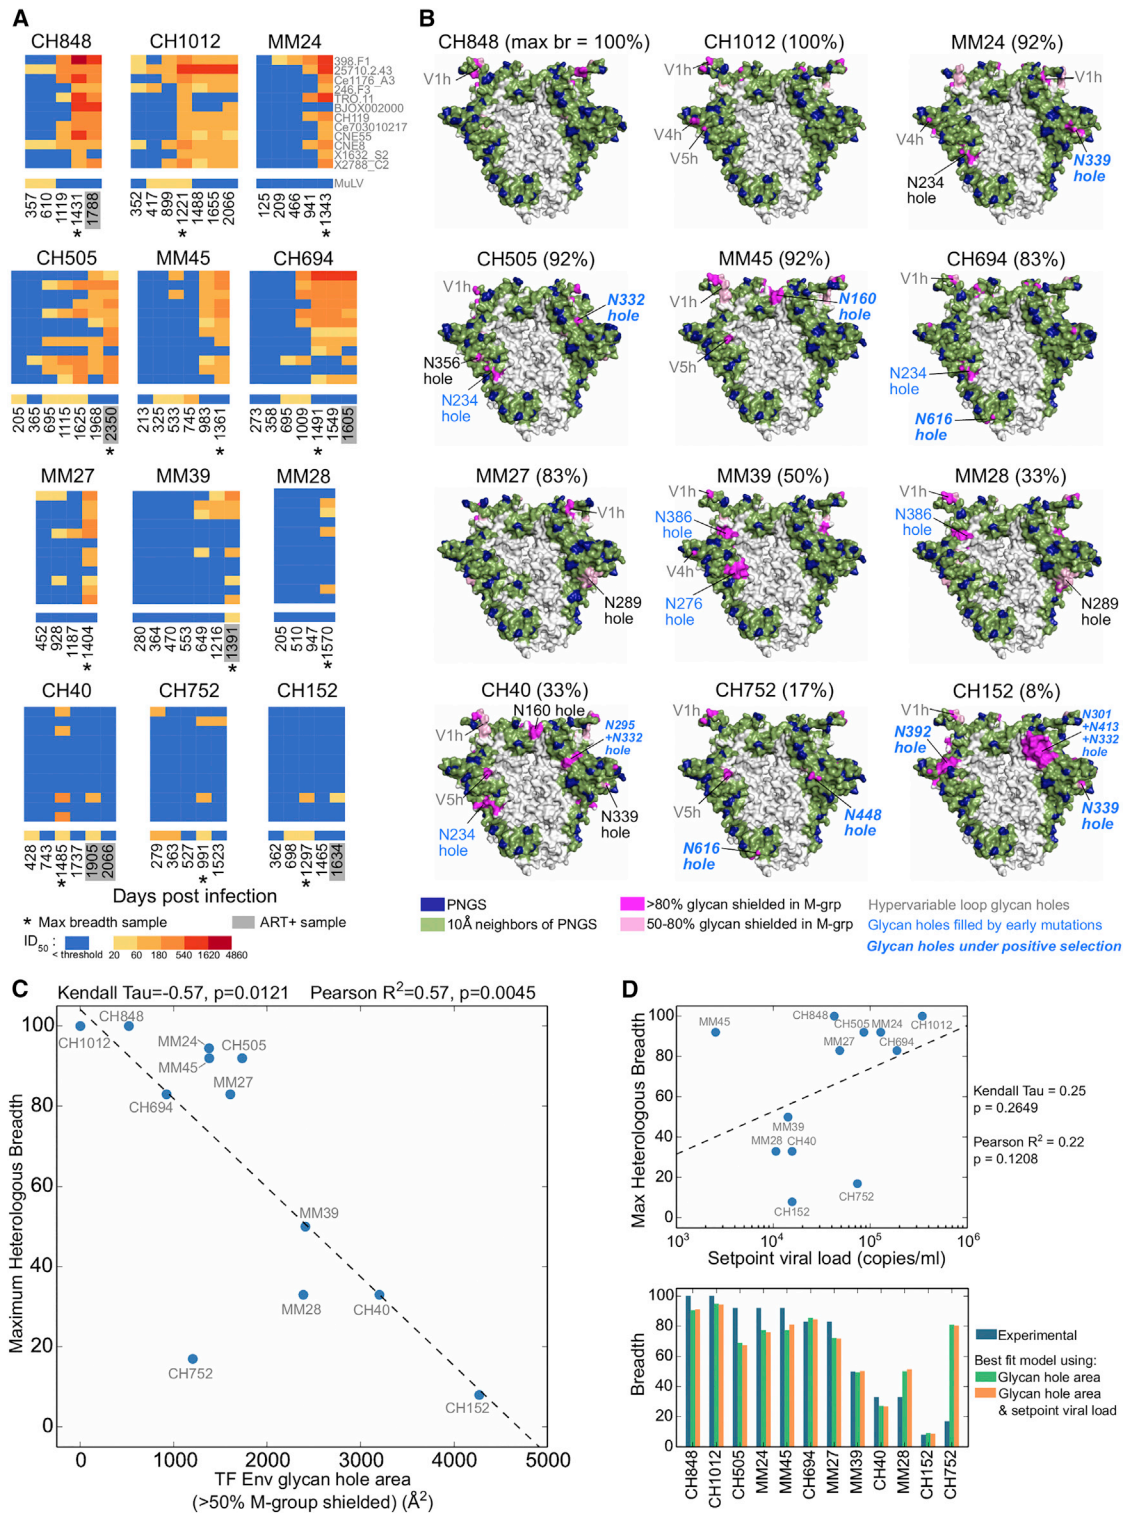 A
CH848
CH1012
MM24
398.F1
25710.2.43
Ce1176_A3
246.F3
TRO.11
BJOX002000
CH119
Ce703010217
CNE55
CNE8
X1632_S2
X2788_C2
MuLV
357 610 1119 *1431 1788
352 417 899 *1221 1488 1655 2066
125 209 466 941 *1343
CH505
MM45
CH694
205 365 695 1115 1625 1968 *2350
213 325 533 745 983 *1361
273 358 695 1009 *1491 1549 1605
MM27
MM39
MM28
452 928 1187 *1404
280 364 470 553 649 1216 *1391
205 510 947 *1570
CH40
CH752
CH152
428 743 *1485 1737 1905 2066
279 363 527 *991 1523
362 698 *1297 1465 1634
Days post infection
* Max breadth sample
ART+ sample
ID50 :
< threshold 20 60 180 540 1620 4860
B
CH848 (max br = 100%)
V1h
CH1012 (100%)
V1h
V4h
V5h
MM24 (92%)
V1h
V4h
N234
hole
N339
hole
CH505 (92%)
V1h
N332
hole
N356
hole
N234
hole
MM45 (92%)
V1h
N160
hole
V5h
CH694 (83%)
V1h
N234
hole
N616
hole
MM27 (83%)
V1h
N289
hole
MM39 (50%)
V1h
N386
hole
V4h
N276
hole
MM28 (33%)
V1h
N386
hole
N289
hole
CH40 (33%)
N160 hole
V1h
N295
+N332
hole
V5h
N234
hole
N339
hole
CH752 (17%)
V1h
V5h
N448
hole
N616
hole
CH152 (8%)
V1h
N392
hole
N301
+N413
+N332
hole
N339
hole
PNGS
10Å neighbors of PNGS
>80% glycan shielded in M-grp
50-80% glycan shielded in M-grp
Hypervariable loop glycan holes
Glycan holes filled by early mutations
Glycan holes under positive selection
C
Kendall Tau=-0.57, p=0.0121 Pearson R2=0.57, p=0.0045
Maximum Heterologous Breadth
100
80
60
40
20
0
CH848
CH1012
MM24
CH505
MM45
MM27
CH694
MM39
MM28
CH40
CH752
CH152
0 1000 2000 3000 4000 5000
TF Env glycan hole area
(>50% M-group shielded) (Å2)
D
Max Heterologous Breadth
100
80
60
40
20
0
MM45
CH848
CH505
MM24
CH1012
MM27
CH694
MM39
MM28
CH40
CH752
CH152
103 104 105 106
Setpoint viral load (copies/ml)
Kendall Tau = 0.25
p = 0.2649
Pearson R2 = 0.22
p = 0.1208
Breadth
100
80
60
40
20
0
CH848 CH1012 CH505 MM24 MM45 CH694 MM27 MM39 CH40 MM28 CH152 CH752
Experimental
Best fit model using:
Glycan hole area
Glycan hole area
& setpoint viral load